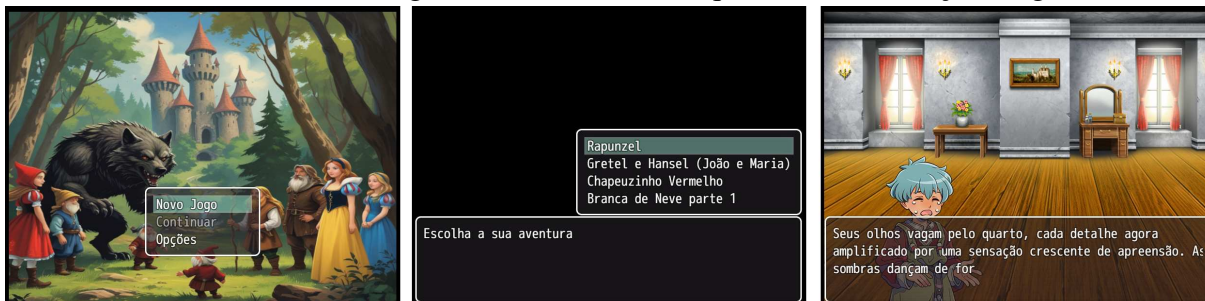 Novo Jogo
Continuar
Opções
Rapunzel
Gretel e Hansel (João e Maria)
Chapeuzinho Vermelho
Branca de Neve parte 1
Escolha a sua aventura
Seus olhos vagam pelo quarto, cada detalhe agora
amplificado por uma sensação crescente de apreensão. As
sombras dançam de for